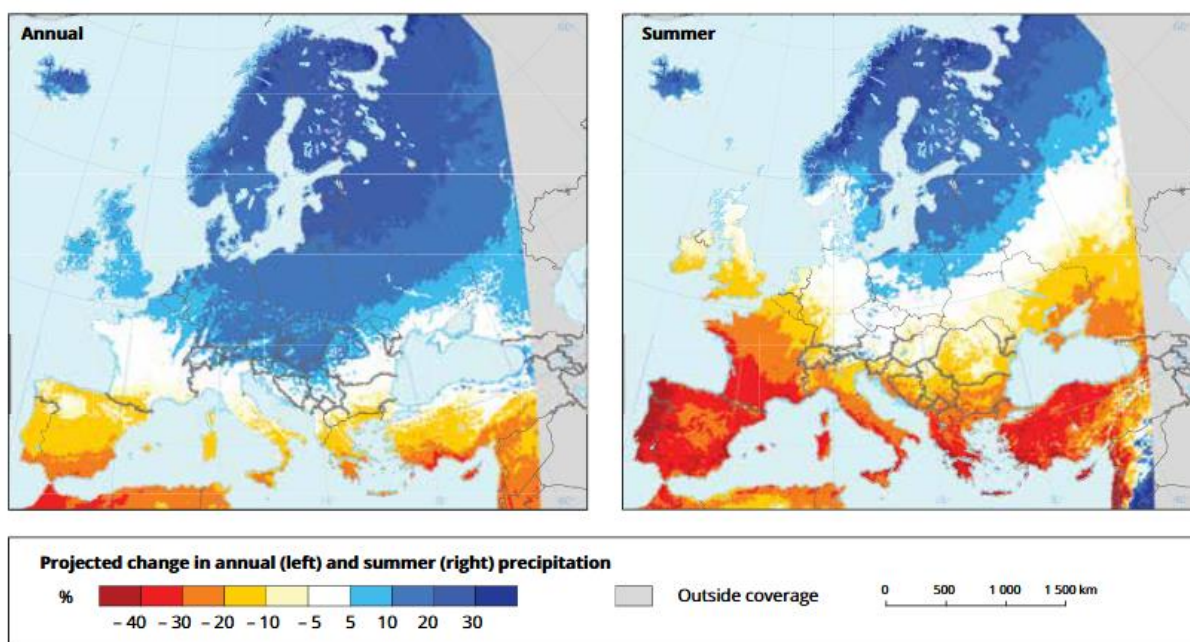 Annual
Summer
Projected change in annual (left) and summer (right) precipitation
%
– 40 – 30 – 20 – 10 – 5 5 10 20 30
Outside coverage
0 500 1 000 1 500 km